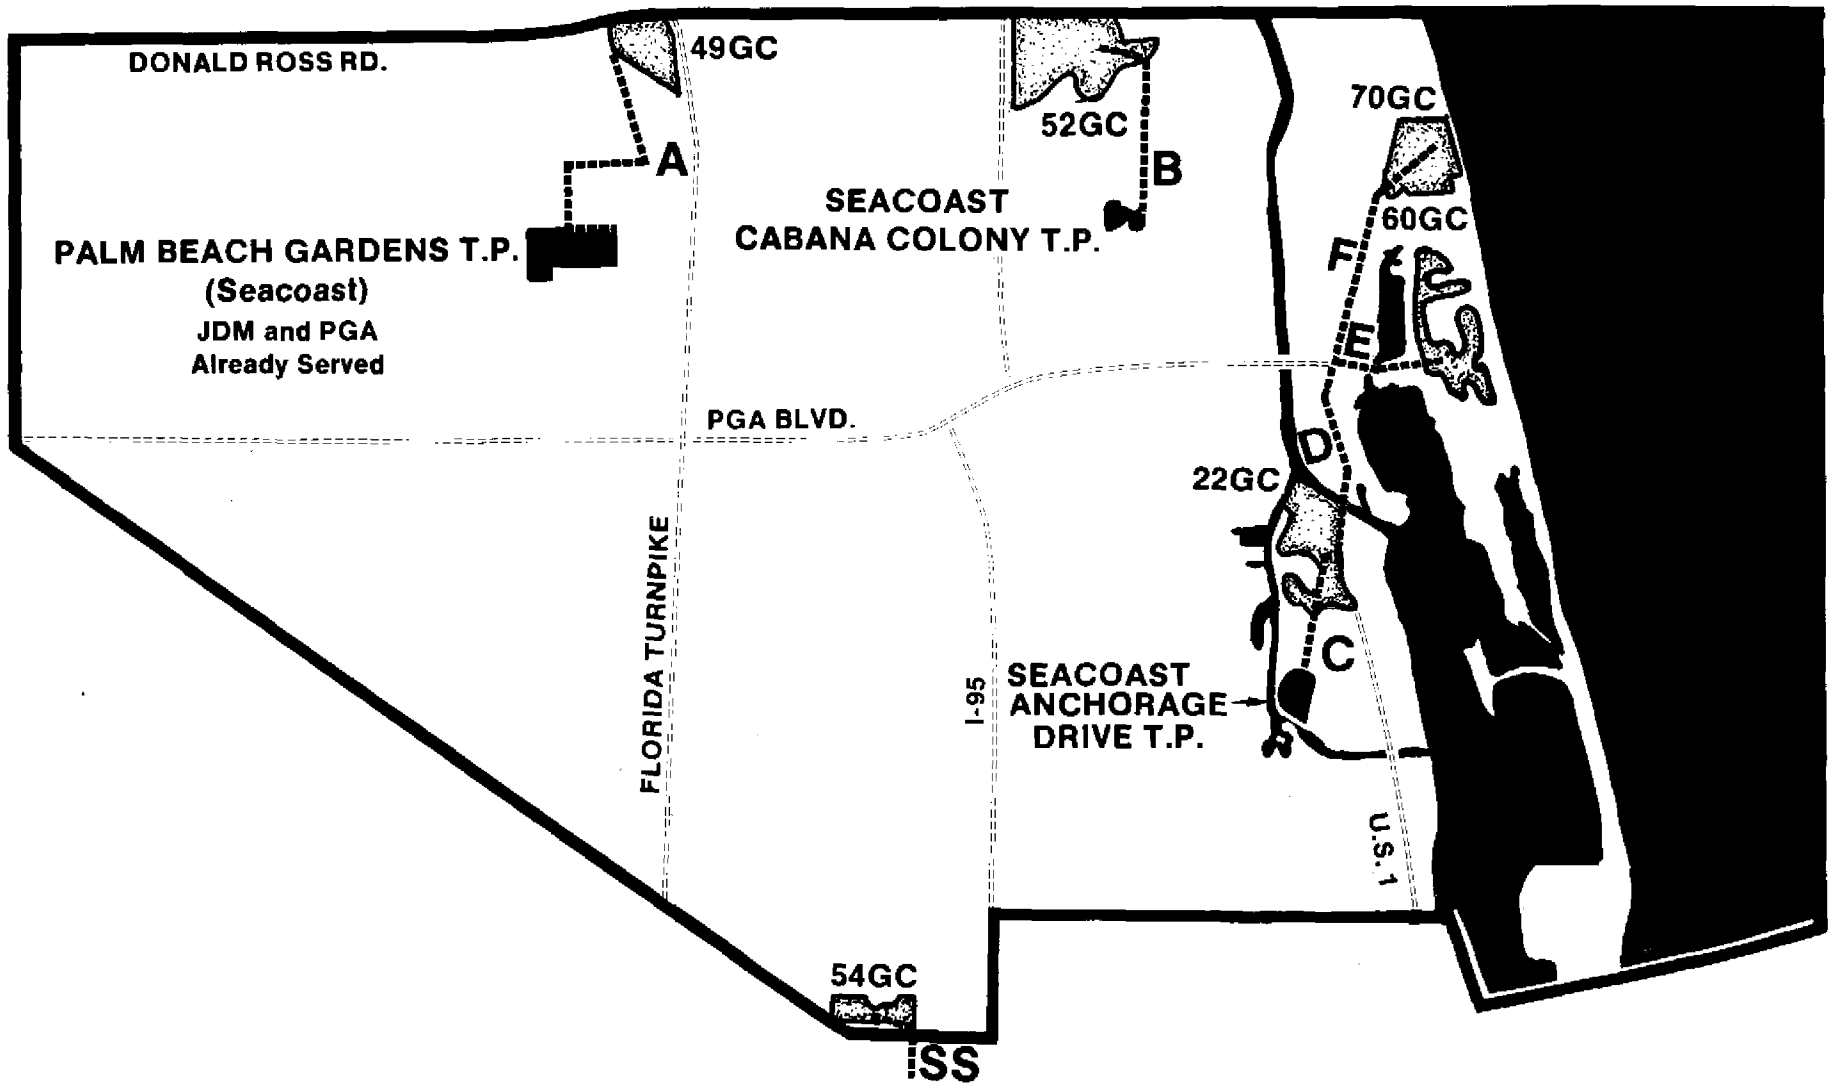 DONALD ROSS RD.
49GC
52GC
70GC
A
B
60GC
SEACOAST
CABANA COLONY T.P.
PALM BEACH GARDENS T.P.
(Seacoast)
JDM and PGA
Already Served
F
E
PGA BLVD.
D
22GC
FLORIDA TURNPIKE
I-95
C
SEACOAST
ANCHORAGE
DRIVE T.P.
U.S. 1
54GC
SS